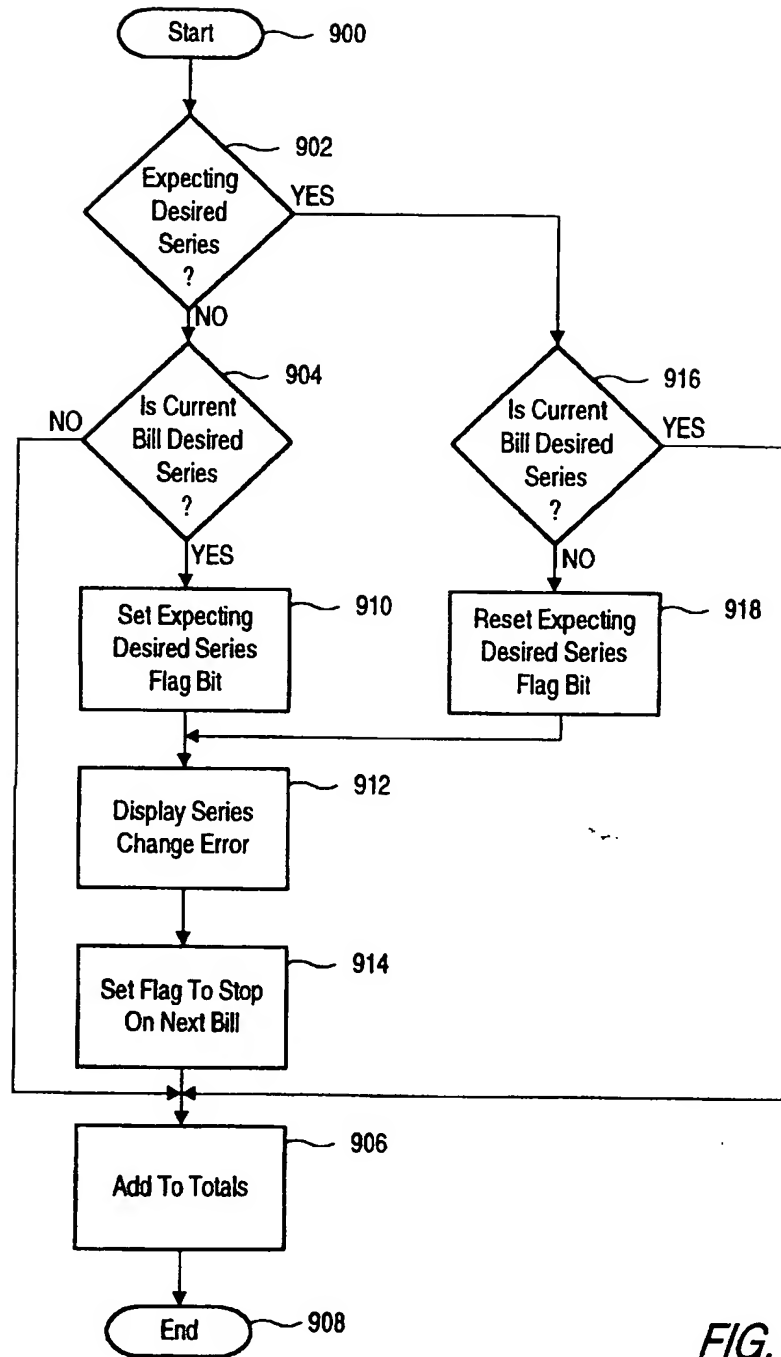 Start
900
902
Expecting
Desired
Series
?
YES
NO
904
Is Current
Bill Desired
Series
?
NO
YES
916
Is Current
Bill Desired
Series
?
YES
NO
Set Expecting
Desired Series
Flag Bit
910
Reset Expecting
Desired Series
Flag Bit
918
Display Series
Change Error
912
Set Flag To Stop
On Next Bill
914
Add To Totals
906
End
908
FIG.